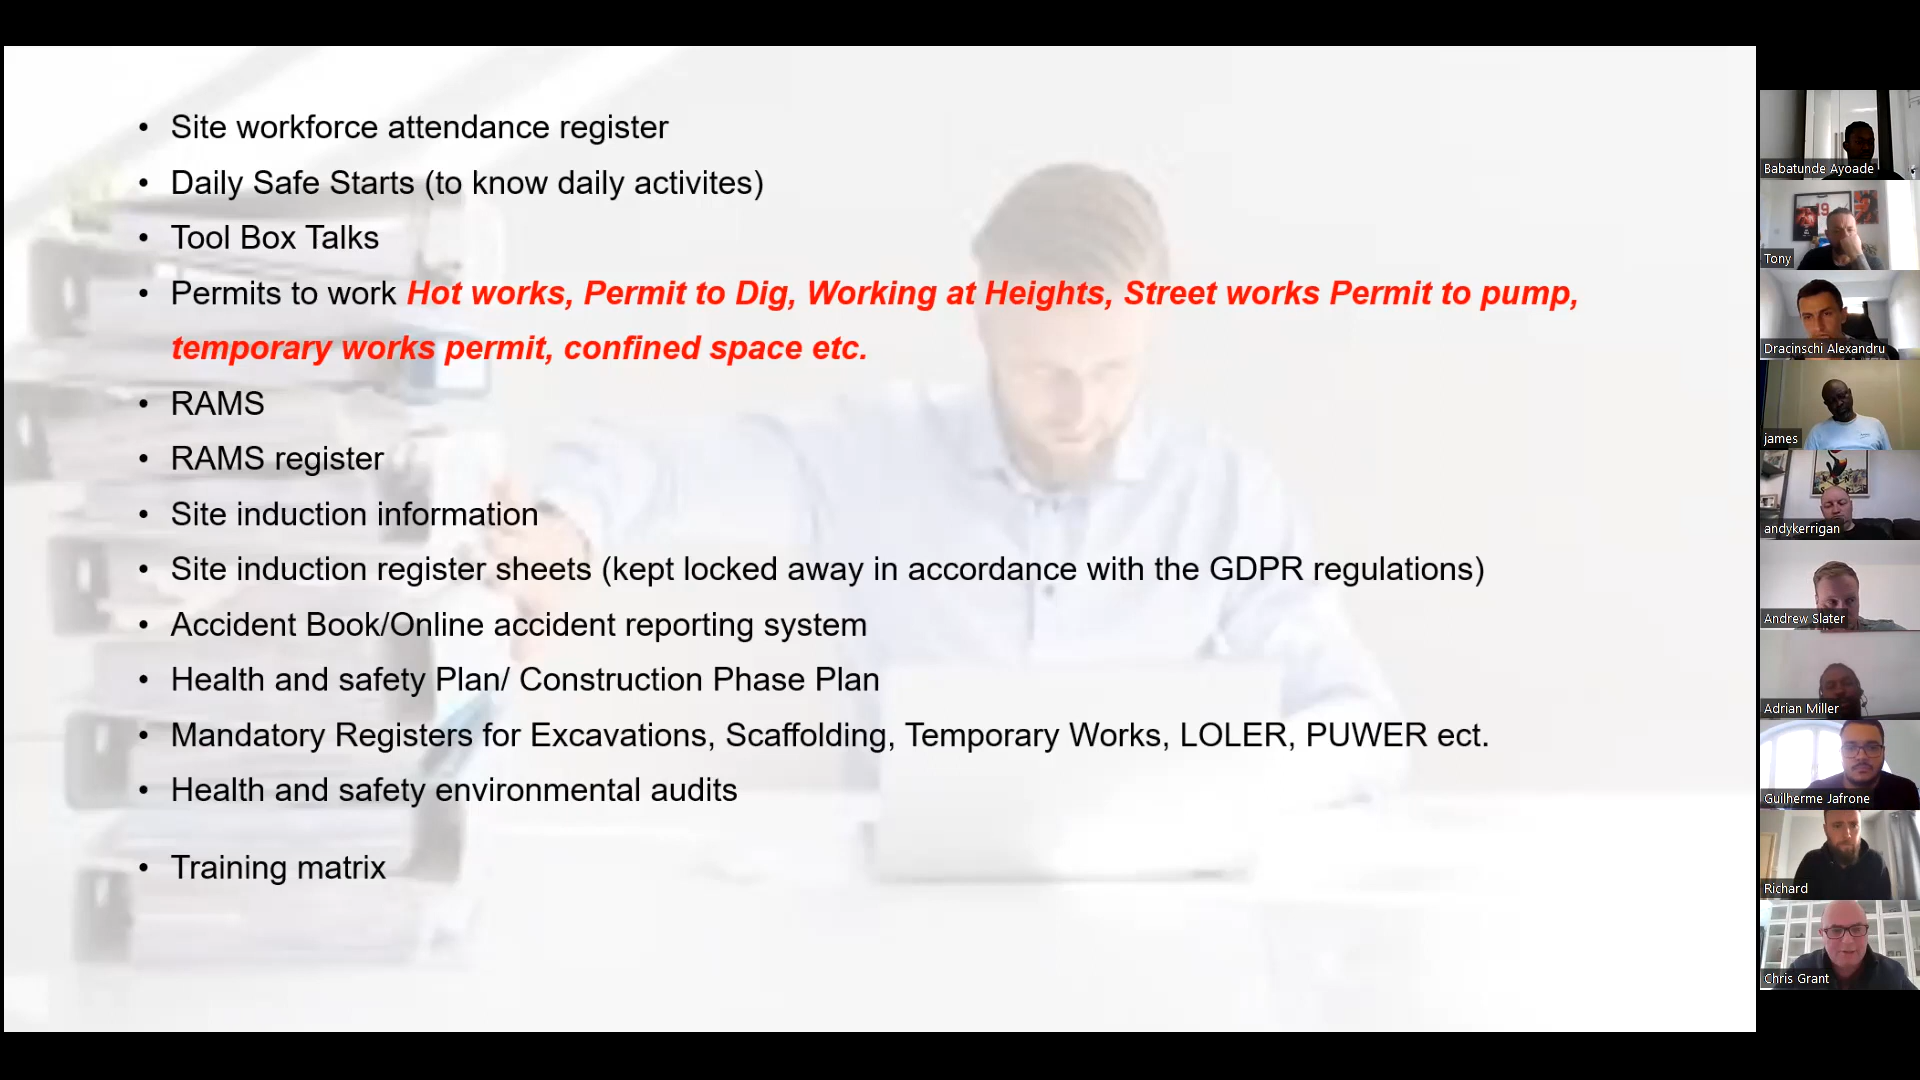 • Site workforce attendance register
• Daily Safe Starts (to know daily activites)
• Tool Box Talks
• Permits to work Hot works, Permit to Dig, Working at Heights, Street works Permit to pump,
temporary works permit, confined space etc.
• RAMS
• RAMS register
• Site induction information
• Site induction register sheets (kept locked away in accordance with the GDPR regulations)
• Accident Book/Online accident reporting system
• Health and safety Plan/ Construction Phase Plan
• Mandatory Registers for Excavations, Scaffolding, Temporary Works, LOLER, PUWER ect.
• Health and safety environmental audits
• Training matrix
Babatunde Ayoade
19
Tony
Dracinschi Alexandru
james
andykerrigan
Andrew Slater
Adrian Miller
Guilherme Jafrone
Richard
Chris Grant